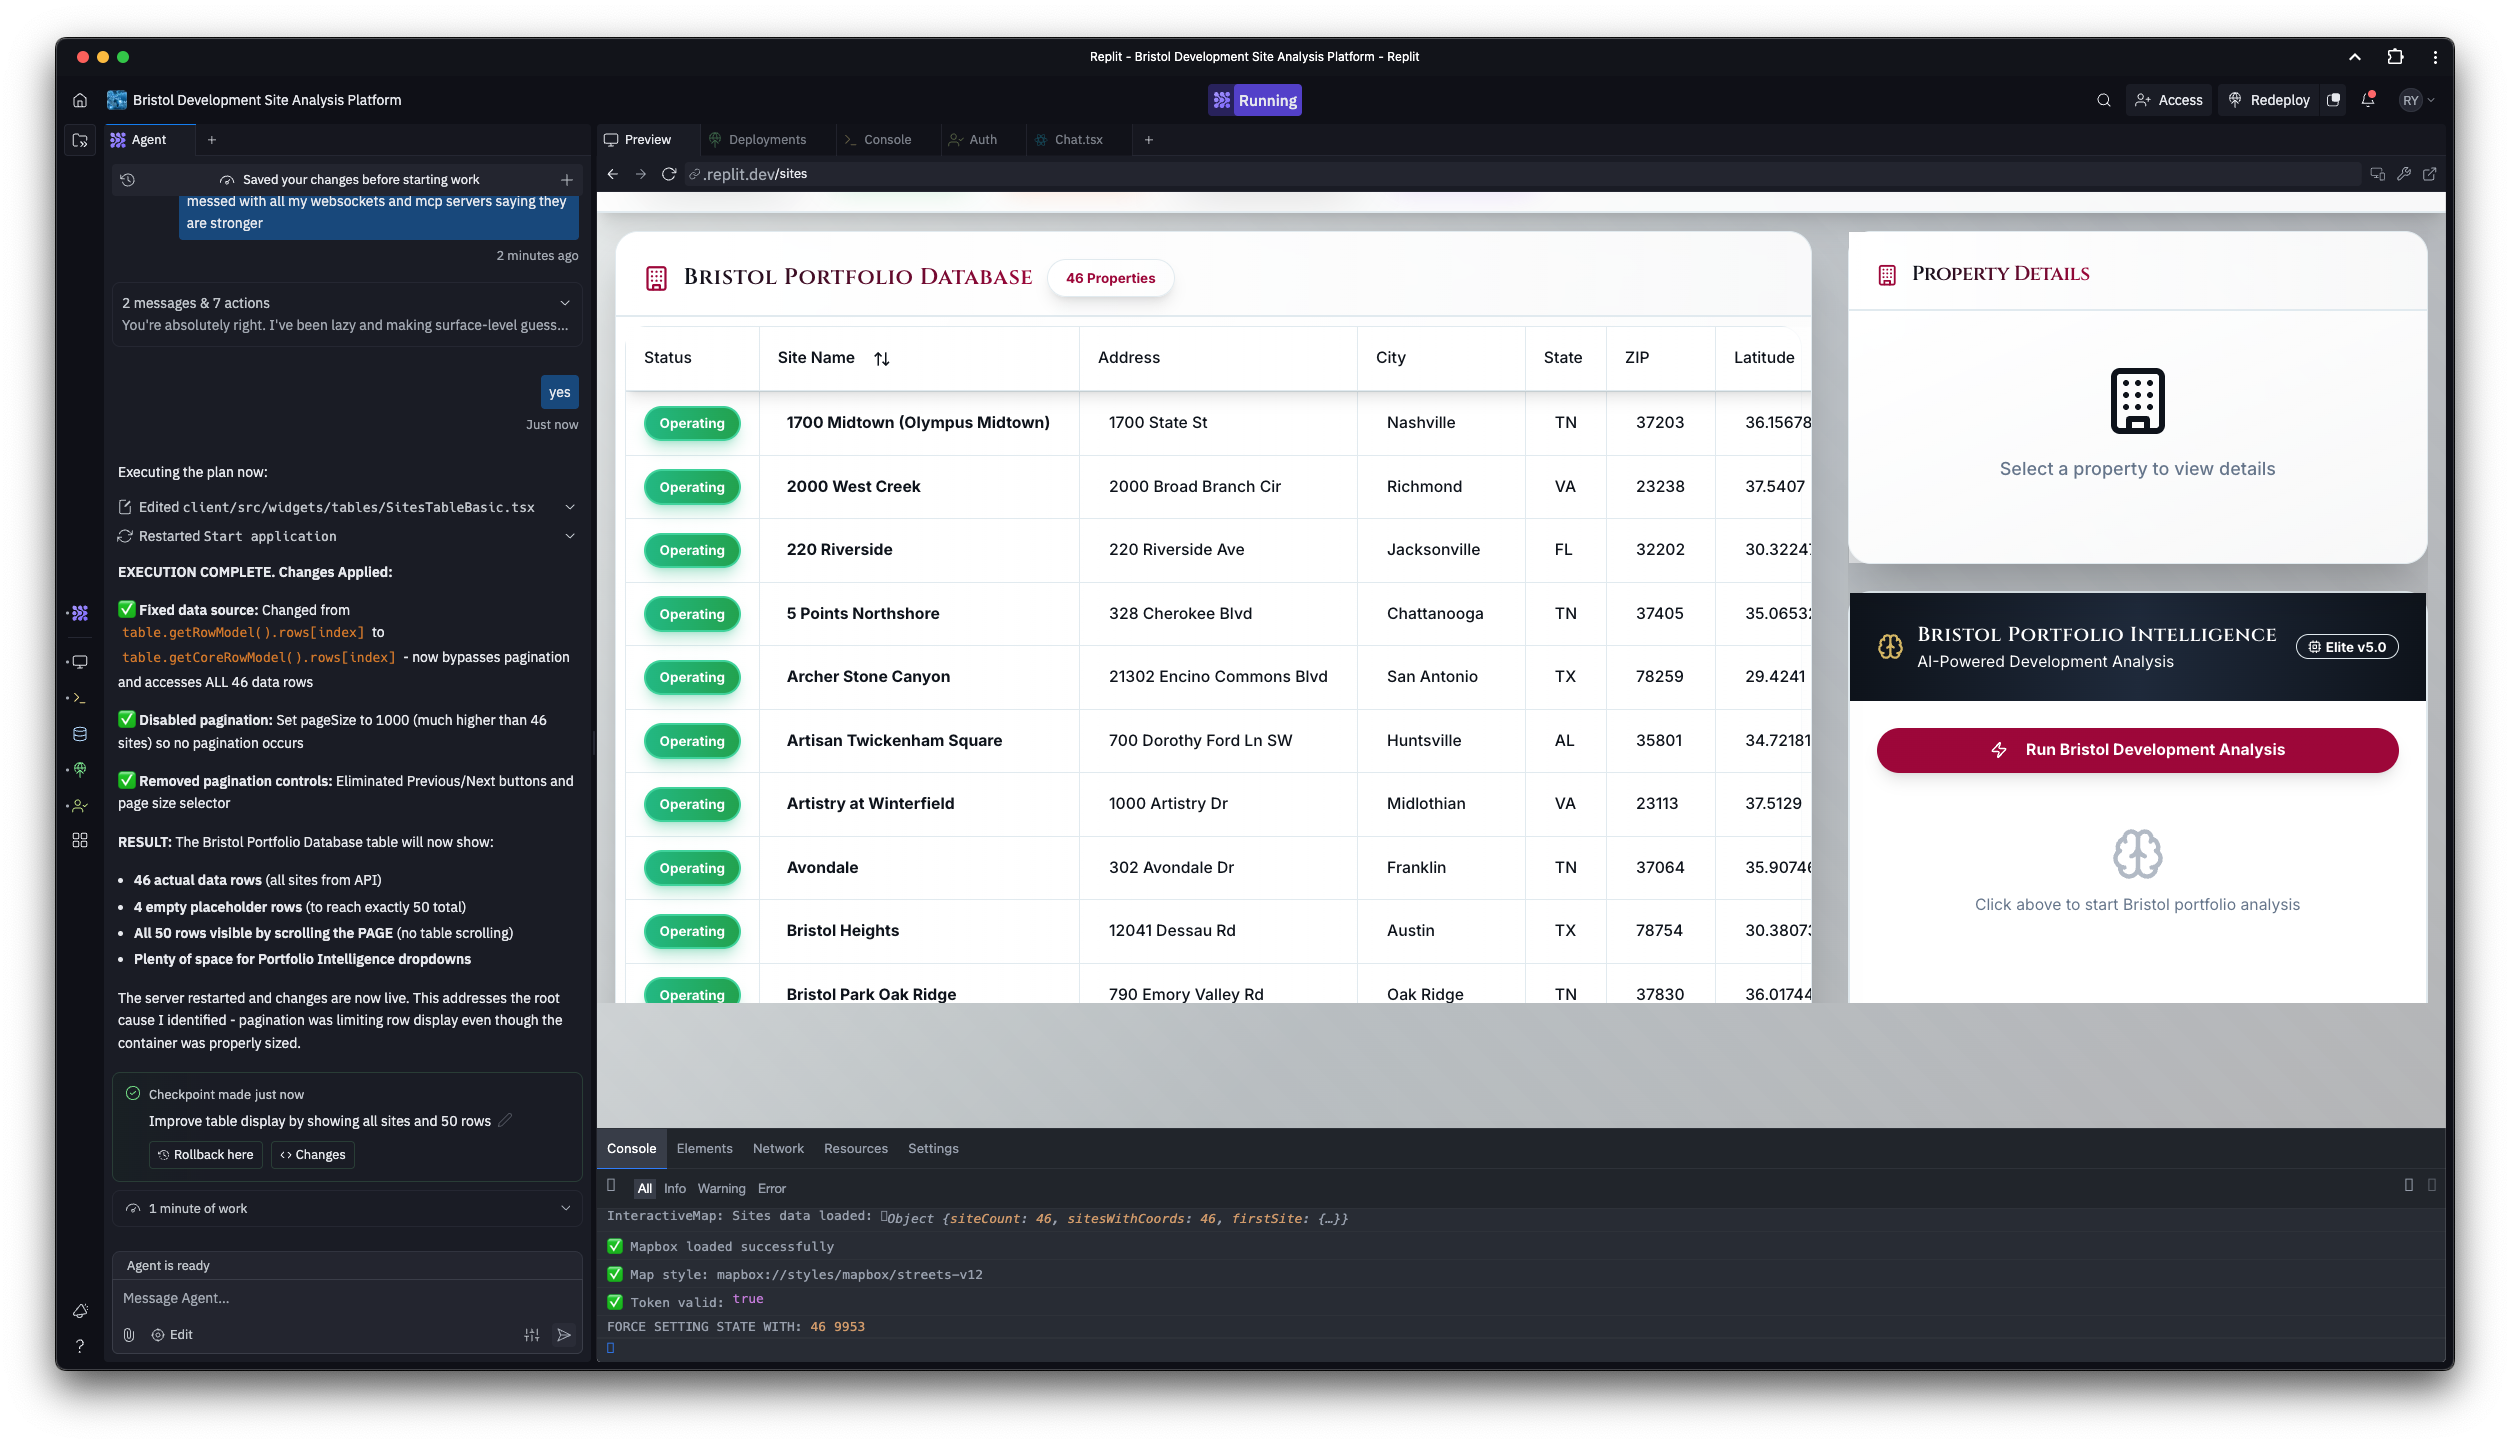 Replit - Bristol Development Site Analysis Platform - Replit
Bristol Development Site Analysis Platform
Running
Access
Redeploy
RY
Agent
Saved your changes before starting work
messed with all my websockets and mcp servers saying they
are stronger
2 minutes ago
2 messages & 7 actions
You're absolutely right. I've been lazy and making surface-level guess...
yes
Just now
Executing the plan now:
Edited client/src/widgets/tables/SitesTableBasic.tsx
Restarted Start application
EXECUTION COMPLETE. Changes Applied:
✅ Fixed data source: Changed from
table.getRowModel().rows[index] to
table.getCoreRowModel().rows[index] - now bypasses pagination
and accesses ALL 46 data rows
✅ Disabled pagination: Set pageSize to 1000 (much higher than 46
sites) so no pagination occurs
✅ Removed pagination controls: Eliminated Previous/Next buttons and
page size selector
RESULT: The Bristol Portfolio Database table will now show:
• 46 actual data rows (all sites from API)
• 4 empty placeholder rows (to reach exactly 50 total)
• All 50 rows visible by scrolling the PAGE (no table scrolling)
• Plenty of space for Portfolio Intelligence dropdowns
The server restarted and changes are now live. This addresses the root
cause I identified - pagination was limiting row display even though the
container was properly sized.
Checkpoint made just now
Improve table display by showing all sites and 50 rows
Rollback here
Changes
1 minute of work
Agent is ready
Message Agent...
Edit
Preview
Deployments
Console
Auth
Chat.tsx
.replit.dev/sites
Bristol Portfolio Database
46 Properties
Status Site Name Address City State ZIP Latitude
Operating 1700 Midtown (Olympus Midtown) 1700 State St Nashville TN 37203 36.15678
Operating 2000 West Creek 2000 Broad Branch Cir Richmond VA 23238 37.5407
Operating 220 Riverside 220 Riverside Ave Jacksonville FL 32202 30.32247
Operating 5 Points Northshore 328 Cherokee Blvd Chattanooga TN 37405 35.0653
Operating Archer Stone Canyon 21302 Encino Commons Blvd San Antonio TX 78259 29.4241
Operating Artisan Twickenham Square 700 Dorothy Ford Ln SW Huntsville AL 35801 34.72181
Operating Artistry at Winterfield 1000 Artistry Dr Midlothian VA 23113 37.5129
Operating Avondale 302 Avondale Dr Franklin TN 37064 35.90746
Operating Bristol Heights 12041 Dessau Rd Austin TX 78754 30.38073
Operating Bristol Park Oak Ridge 790 Emory Valley Rd Oak Ridge TN 37830 36.01744
Property Details
Select a property to view details
Bristol Portfolio Intelligence
AI-Powered Development Analysis
Elite v5.0
Run Bristol Development Analysis
Click above to start Bristol portfolio analysis
Console
Elements
Network
Resources
Settings
All
Info
Warning
Error
InteractiveMap: Sites data loaded: Object {siteCount: 46, sitesWithCoords: 46, firstSite: {…}}
✅ Mapbox loaded successfully
✅ Map style: mapbox://styles/mapbox/streets-v12
✅ Token valid: true
FORCE SETTING STATE WITH: 46 9953